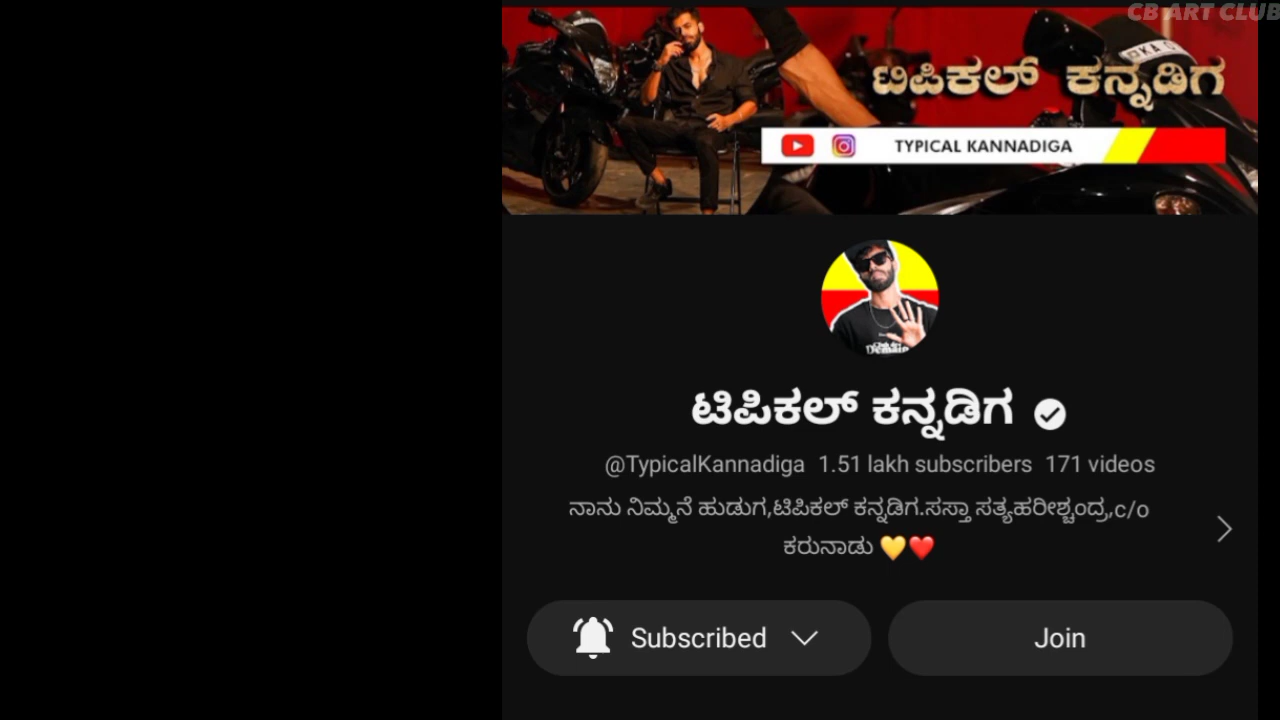 CB ART CLUB
ಟಿಪಿಕಲ್ ಕನ್ನಡಿಗ
TYPICAL KANNADIGA
ಟಿಪಿಕಲ್ ಕನ್ನಡಿಗ
@TypicalKannadiga 1.51 lakh subscribers 171 videos
ನಾನು ನಿಮ್ಮನೆ ಹುಡುಗ,ಟಿಪಿಕಲ್ ಕನ್ನಡಿಗ.ಸಸ್ತಾ ಸತ್ಯಹರೀಶ್ಚಂದ್ರ,c/o
ಕರುನಾಡು 💛❤️
Subscribed
Join